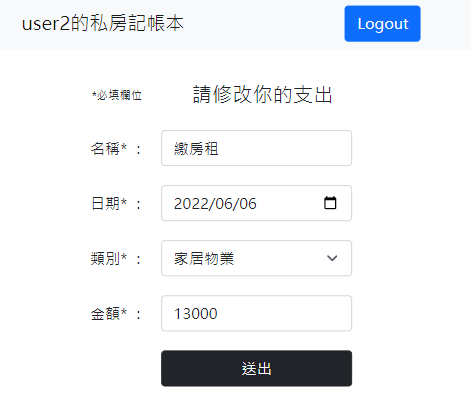 user2的私房記帳本 Logout
*必填欄位 請修改你的支出
名稱* ： 繳房租
日期* ： 2022/06/06
類別* ： 家居物業
金額* ： 13000
送出